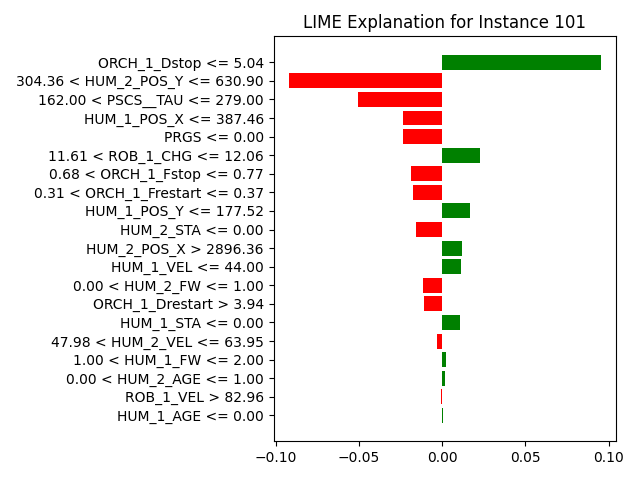 LIME Explanation for Instance 101
ORCH_1_Dstop <= 5.04
304.36 < HUM_2_POS_Y <= 630.90
162.00 < PSCS__TAU <= 279.00
HUM_1_POS_X <= 387.46
PRGS <= 0.00
11.61 < ROB_1_CHG <= 12.06
0.68 < ORCH_1_Fstop <= 0.77
0.31 < ORCH_1_Frestart <= 0.37
HUM_1_POS_Y <= 177.52
HUM_2_STA <= 0.00
HUM_2_POS_X > 2896.36
HUM_1_VEL <= 44.00
0.00 < HUM_2_FW <= 1.00
ORCH_1_Drestart > 3.94
HUM_1_STA <= 0.00
47.98 < HUM_2_VEL <= 63.95
1.00 < HUM_1_FW <= 2.00
0.00 < HUM_2_AGE <= 1.00
ROB_1_VEL > 82.96
HUM_1_AGE <= 0.00
−0.10 −0.05 0.00 0.05 0.10